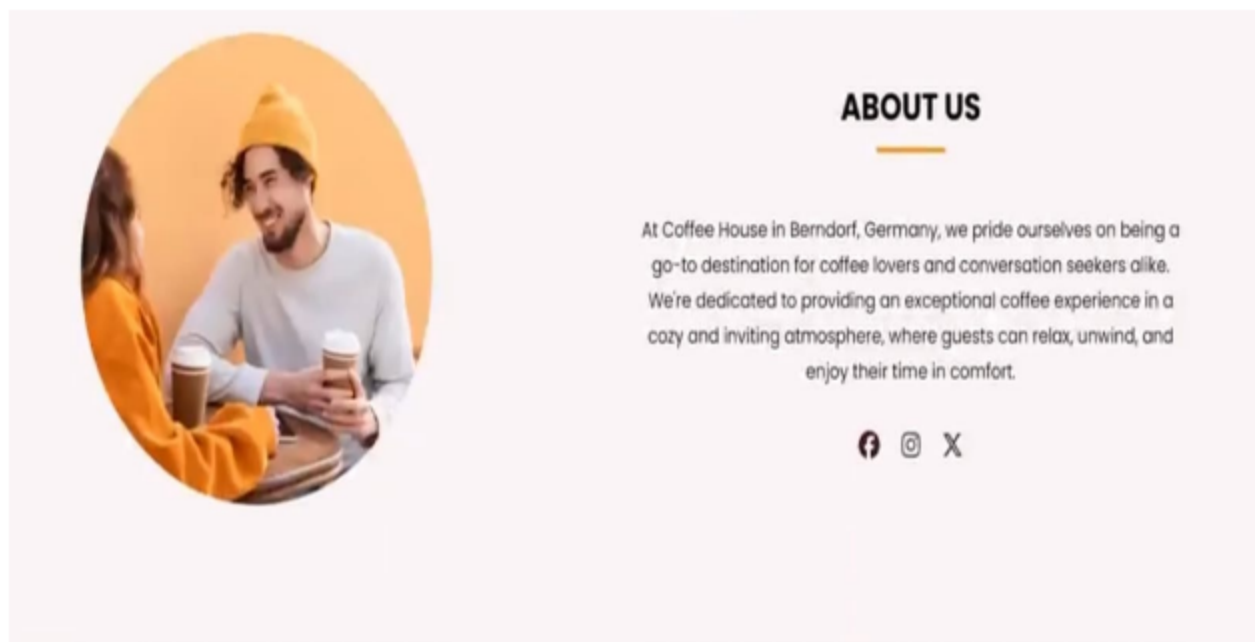 ABOUT US
At Coffee House in Berndorf, Germany, we pride ourselves on being a
go-to destination for coffee lovers and conversation seekers alike.
We're dedicated to providing an exceptional coffee experience in a
cozy and inviting atmosphere, where guests can relax, unwind, and
enjoy their time in comfort.